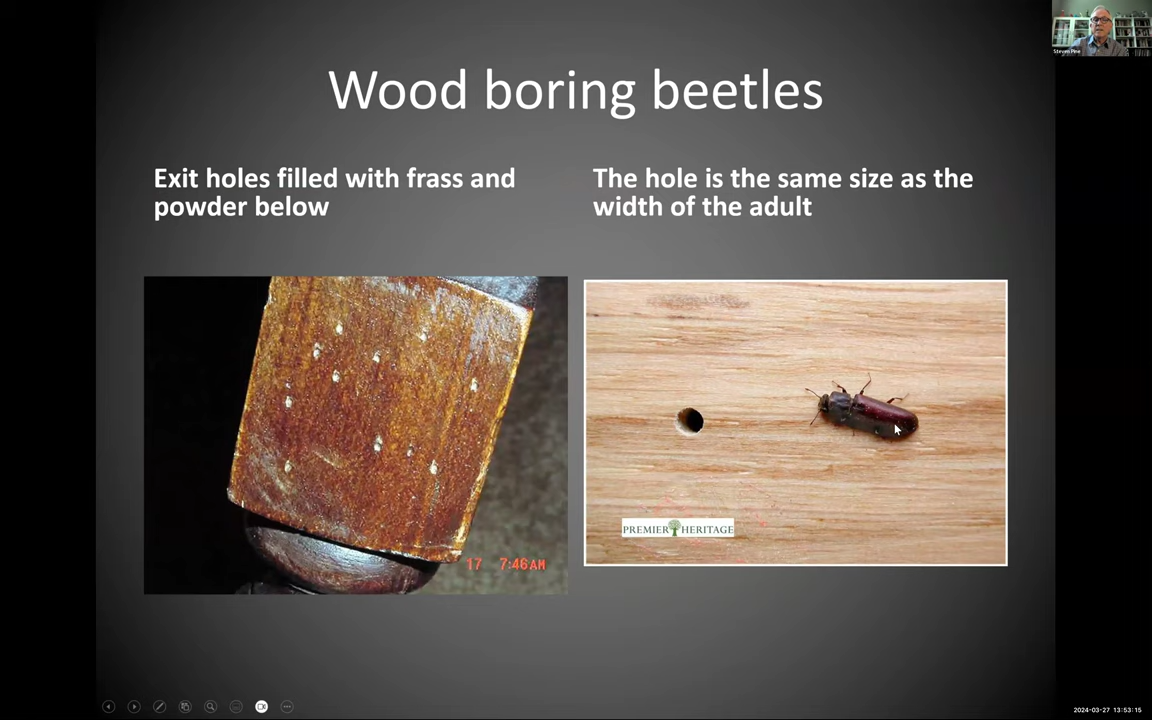 Wood boring beetles
Exit holes filled with frass and
powder below
The hole is the same size as the
width of the adult
17 7:46AM
PREMIER HERITAGE
Steven Pine
2024-03-27 13:53:15